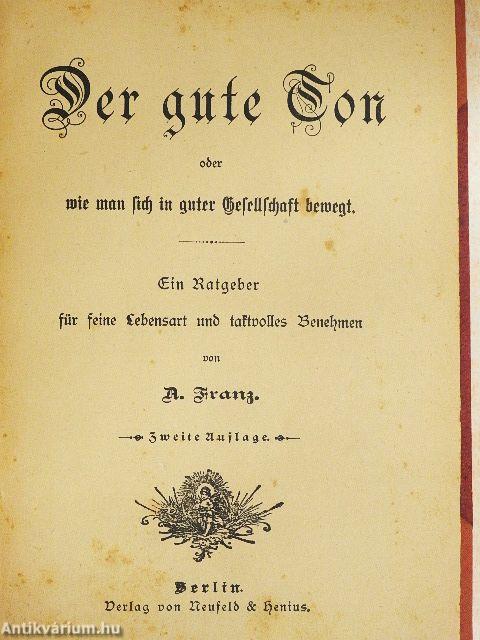 Der gute Ton
oder
wie man sich in guter Gesellschaft bewegt.
Ein Ratgeber
für feine Lebensart und taktvolles Benehmen
von
A. Franz.
Zweite Auflage.
Berlin.
Verlag von Neufeld & Henius.
Antikvárium.hu